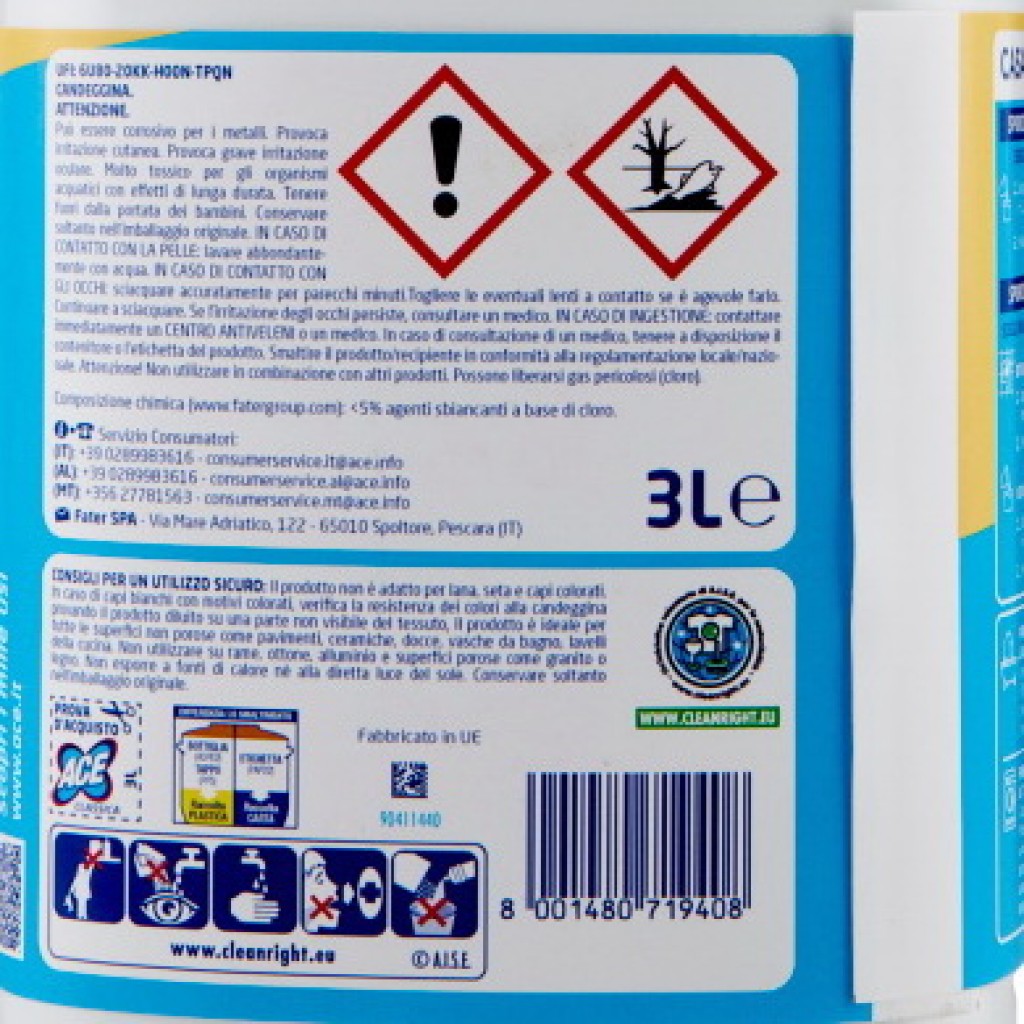 UFI: 6U80-20KK-H00N-TPQN
CANDEGGINA.
ATTENZIONE.
Può essere corrosivo per i metalli. Provoca
irritazione cutanea. Provoca grave irritazione
oculare. Molto tossico per gli organismi
acquatici con effetti di lunga durata. Tenere
fuori dalla portata dei bambini. Conservare
soltanto nell'imballaggio originale. IN CASO DI
CONTATTO CON LA PELLE: lavare abbondante-
mente con acqua. IN CASO DI CONTATTO CON
GLI OCCHI: sciacquare accuratamente per parecchi minuti.Togliere le eventuali lenti a contatto se è agevole farlo.
Continuare a sciacquare. Se l'irritazione degli occhi persiste, consultare un medico. IN CASO DI INGESTIONE: contattare
immediatamente un CENTRO ANTIVELENI o un medico. In caso di consultazione di un medico, tenere a disposizione il
contenitore o l'etichetta del prodotto. Smaltire il prodotto/recipiente in conformità alla regolamentazione locale/nazio-
nale. Attenzione! Non utilizzare in combinazione con altri prodotti. Possono liberarsi gas pericolosi (cloro).
Composizione chimica (www.fatergroup.com): <5% agenti sbiancanti a base di cloro.
Servizio Consumatori:
(IT): +39 0289983616 - consumerservice.it@ace.info
(AL): +39 0289983616 - consumerservice.al@ace.info
(MT): +356 27781563 - consumerservice.mt@ace.info
Fater SPA - Via Mare Adriatico, 122 - 65010 Spoltore, Pescara (IT)
3L e
CONSIGLI PER UN UTILIZZO SICURO: Il prodotto non è adatto per lana, seta e capi colorati.
In caso di capi bianchi con motivi colorati, verifica la resistenza dei colori alla candeggina
provando il prodotto diluito su una parte non visibile del tessuto. Il prodotto è ideale per
tutte le superfici non porose come pavimenti, ceramiche, docce, vasche da bagno, lavelli
della cucina. Non utilizzare su rame, ottone, alluminio e superfici porose come granito o
legno. Non esporre a fonti di calore né alla diretta luce del sole. Conservare soltanto
nell'imballaggio originale.
WWW.CLEANRIGHT.EU
PROVA
D'ACQUISTO
ACE
CLASSICA
3L
BOTTIGLIA
TAPPO
Raccolta
PLASTICA
ETICHETTA
Raccolta
CARTA
Fabbricato in UE
90411440
8 001480 719408
www.cleanright.eu
© A.I.S.E.
www.ace.it